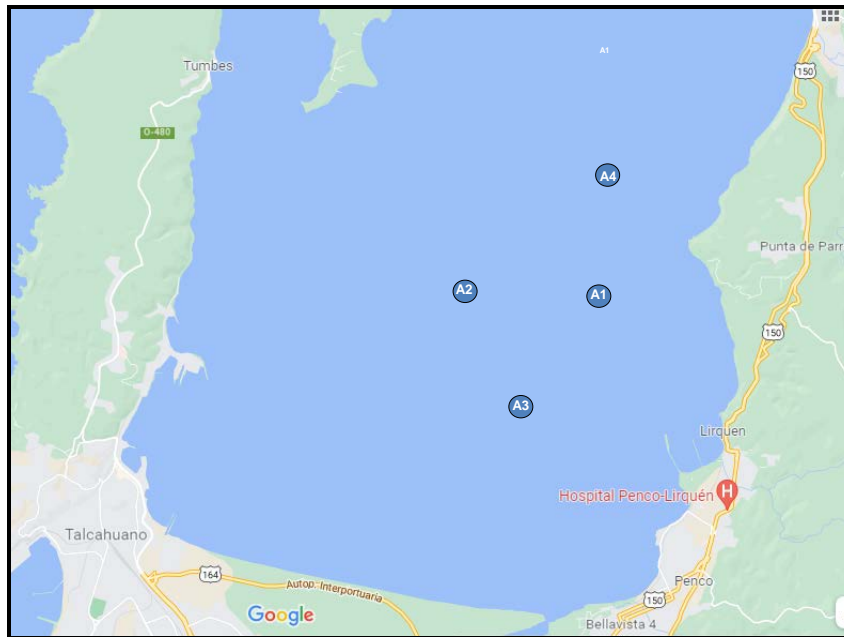 A1
Tumbes
150
O-480
A4
Punta de Parr
A2
A1
150
A3
Lirquen
Hospital Penco-Lirquén
H
Talcahuano
164
Autop. Interportuaria
Penco
150
Google
Bellavista 4